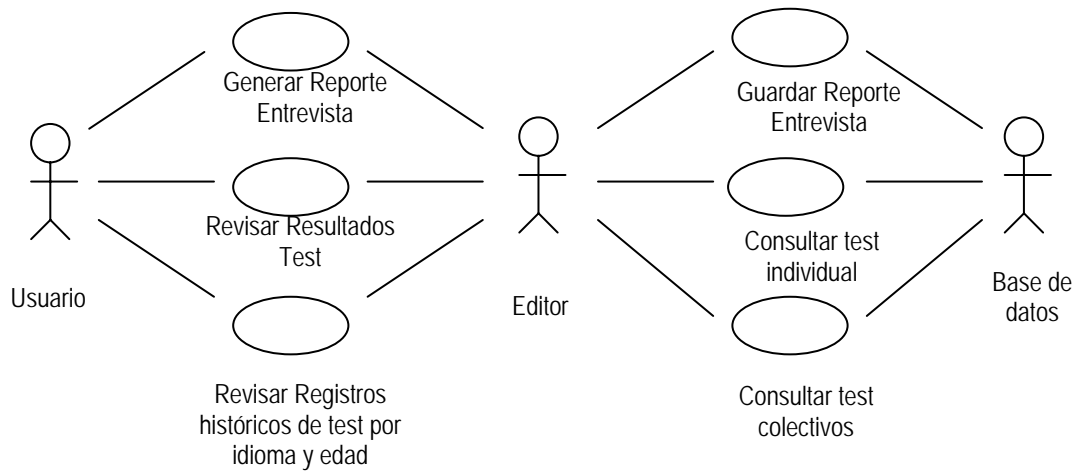 Generar Reporte
Entrevista
Guardar Reporte
Entrevista
Revisar Resultados
Test
Consultar test
individual
Usuario
Editor
Base de
datos
Revisar Registros
históricos de test por
idioma y edad
Consultar test
colectivos